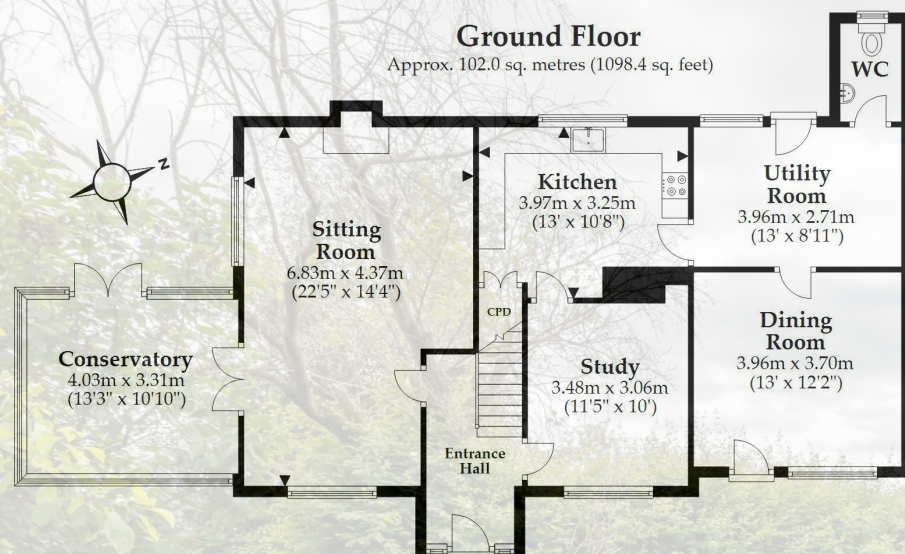 Ground Floor
Approx. 102.0 sq. metres (1098.4 sq. feet)
WC
N
Kitchen
3.97m x 3.25m
(13' x 10'8")
Utility
Room
3.96m x 2.71m
(13' x 8'11")
Sitting
Room
6.83m x 4.37m
(22'5" x 14'4")
CPD
Conservatory
4.03m x 3.31m
(13'3" x 10'10")
Study
3.48m x 3.06m
(11'5" x 10')
Dining
Room
3.96m x 3.70m
(13' x 12'2")
Entrance
Hall